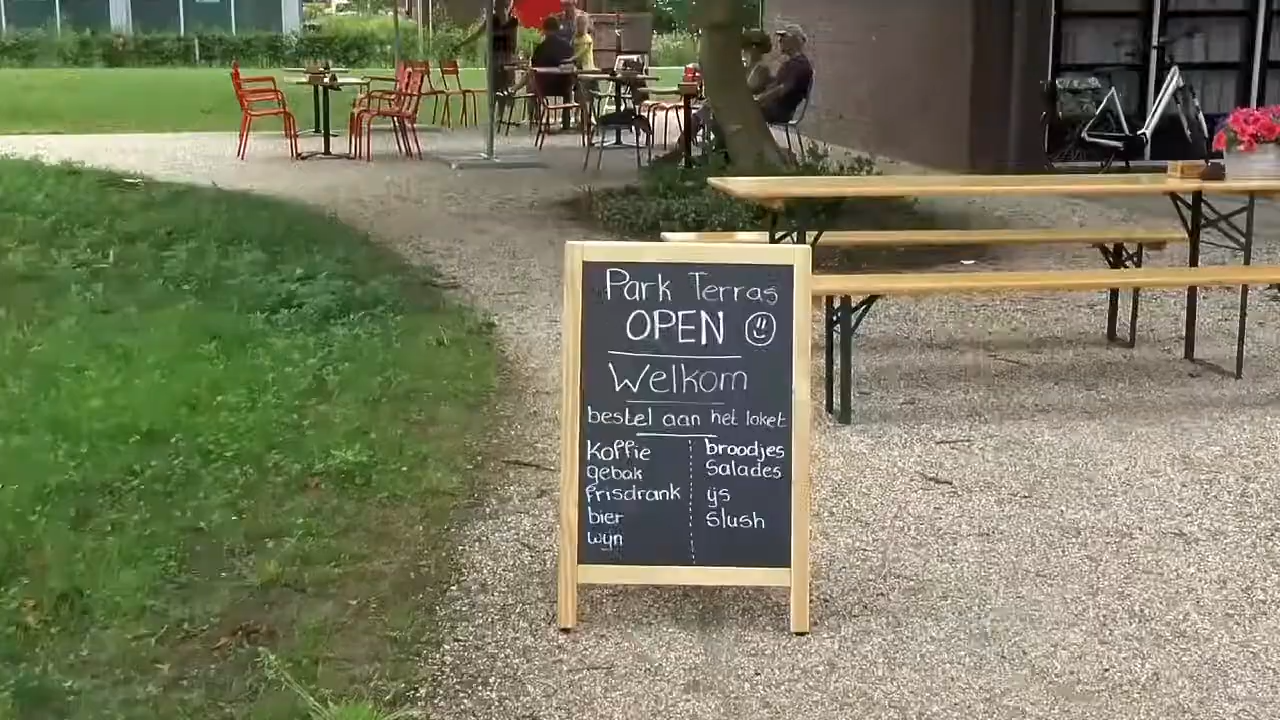 Park Terras
OPEN
Welkom
bestel aan het loket
koffie
gebak
frisdrank
bier
wijn
broodjes
Salades
ijs
Slush